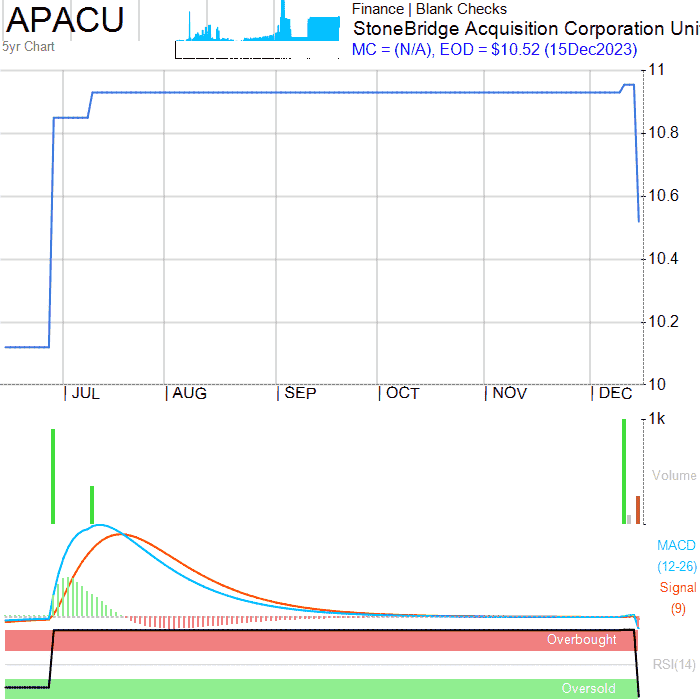 APACU
5yr Chart
Finance | Blank Checks
StoneBridge Acquisition Corporation Uni
MC = (N/A), EOD = $10.52 (15Dec2023)
11
10.8
10.6
10.4
10.2
10
| JUL | AUG | SEP | OCT | NOV | DEC
1k
Volume
MACD
(12-26)
Signal
(9)
Overbought
RSI(14)
Oversold